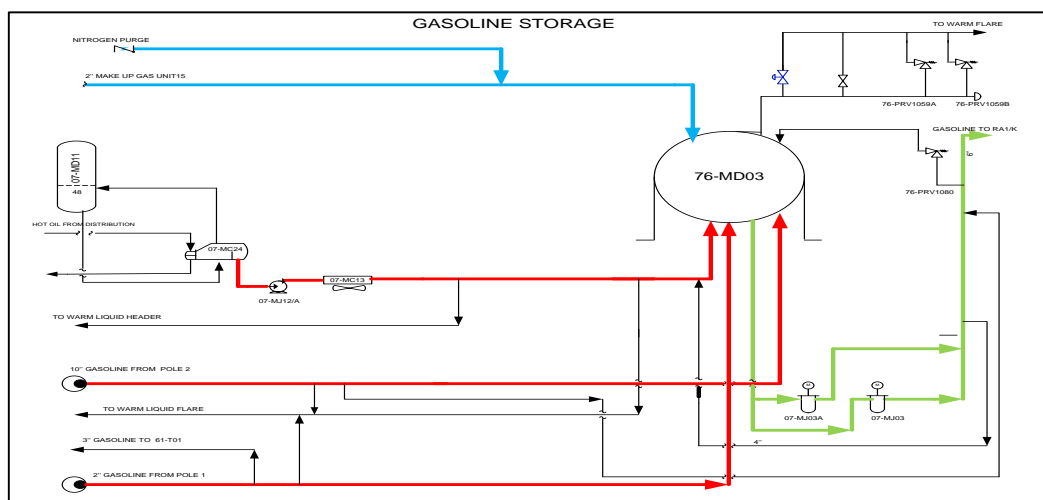 GASOLINE STORAGE
TO WARM FLARE
NITROGEN PURGE
2" MAKE UP GAS UNIT15
76-PRV1059A
76-PRV1059B
GASOLINE TO RA1/K
6"
07-MD11
48
76-MD03
76-PRV1080
HOT OIL FROM DISTRIBUTION
07-MC24
07-MC13
07-MJ12/A
TO WARM LIQUID HEADER
10" GASOLINE FROM POLE 2
M
M
TO WARM LIQUID FLARE
07-MJ03A
07-MJ03
3" GASOLINE TO 61-T01
4"
2" GASOLINE FROM POLE 1